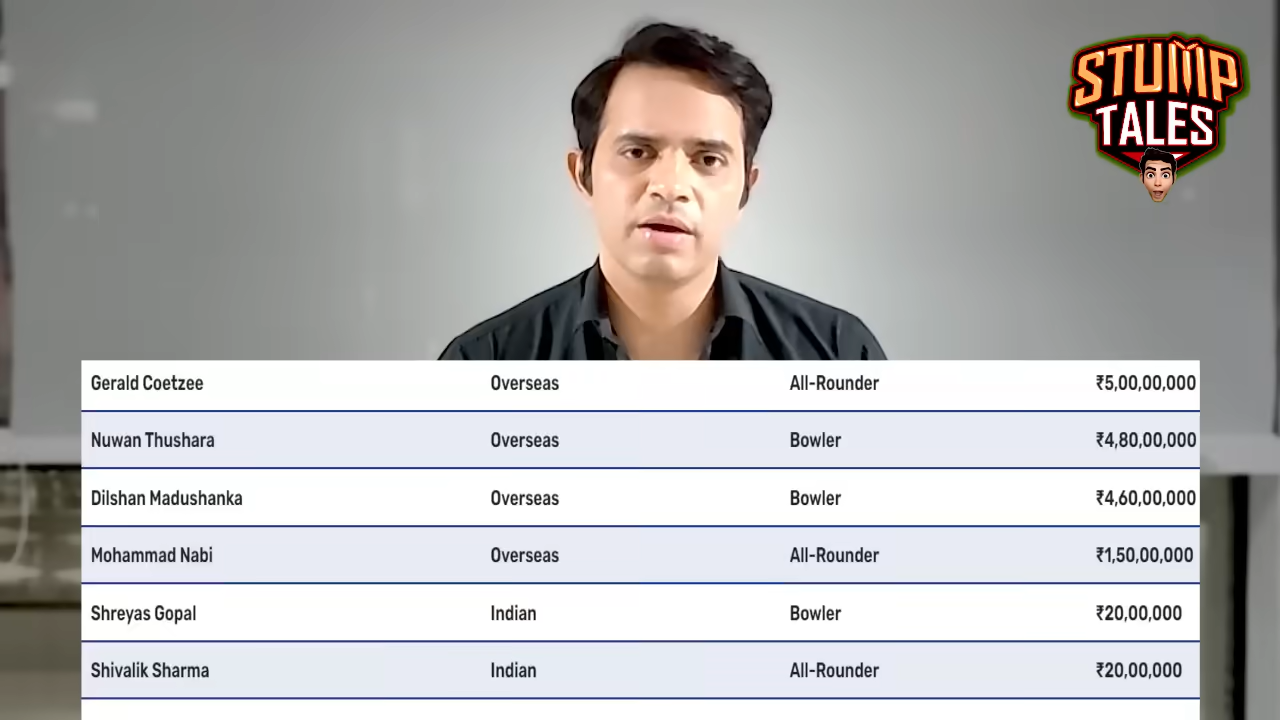 STUMP
TALES
Gerald Coetzee Overseas All-Rounder ₹5,00,00,000
Nuwan Thushara Overseas Bowler ₹4,80,00,000
Dilshan Madushanka Overseas Bowler ₹4,60,00,000
Mohammad Nabi Overseas All-Rounder ₹1,50,00,000
Shreyas Gopal Indian Bowler ₹20,00,000
Shivalik Sharma Indian All-Rounder ₹20,00,000